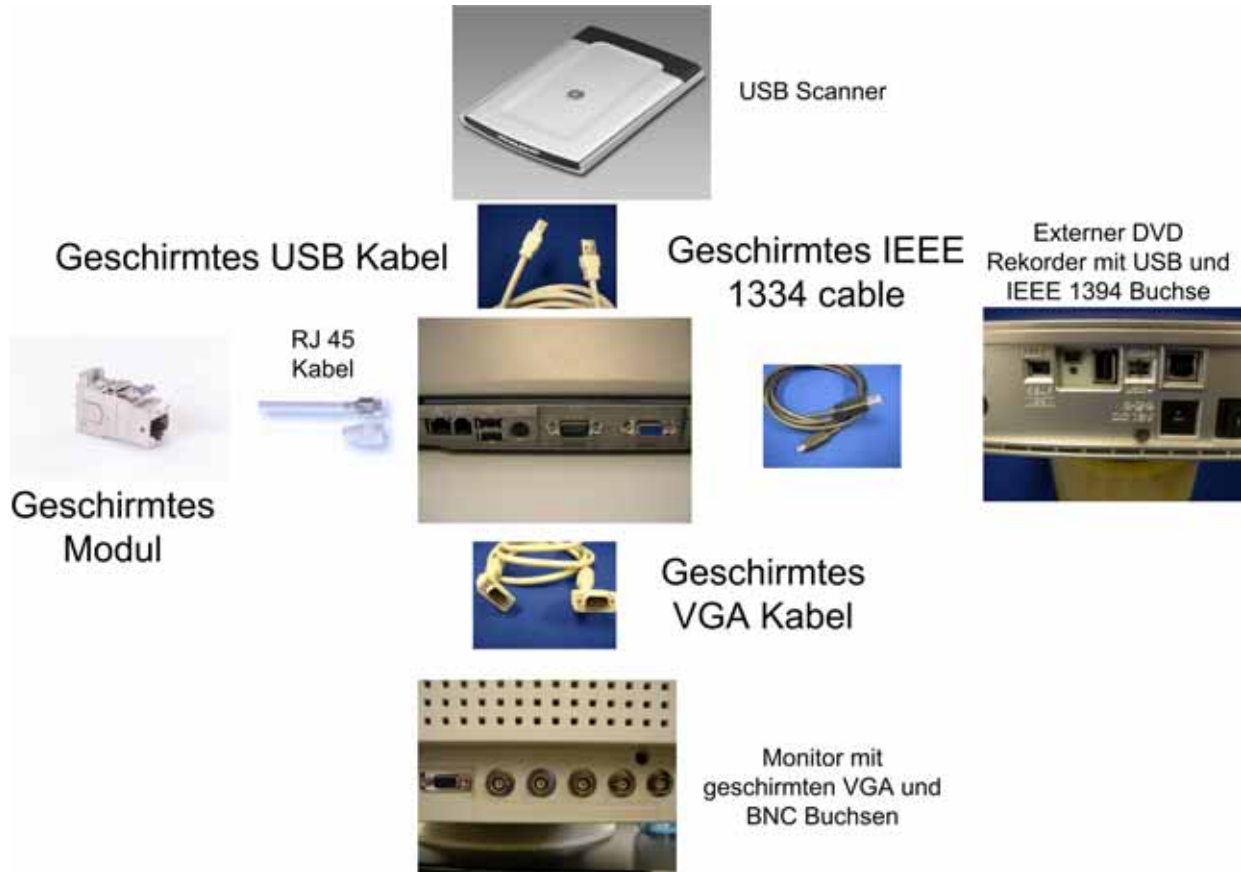 USB Scanner
Geschirmtes USB Kabel
Geschirmtes IEEE
1334 cable
Externer DVD
Rekorder mit USB und
IEEE 1394 Buchse
RJ 45
Kabel
Geschirmtes
Modul
Geschirmtes
VGA Kabel
Monitor mit
geschirmten VGA und
BNC Buchsen